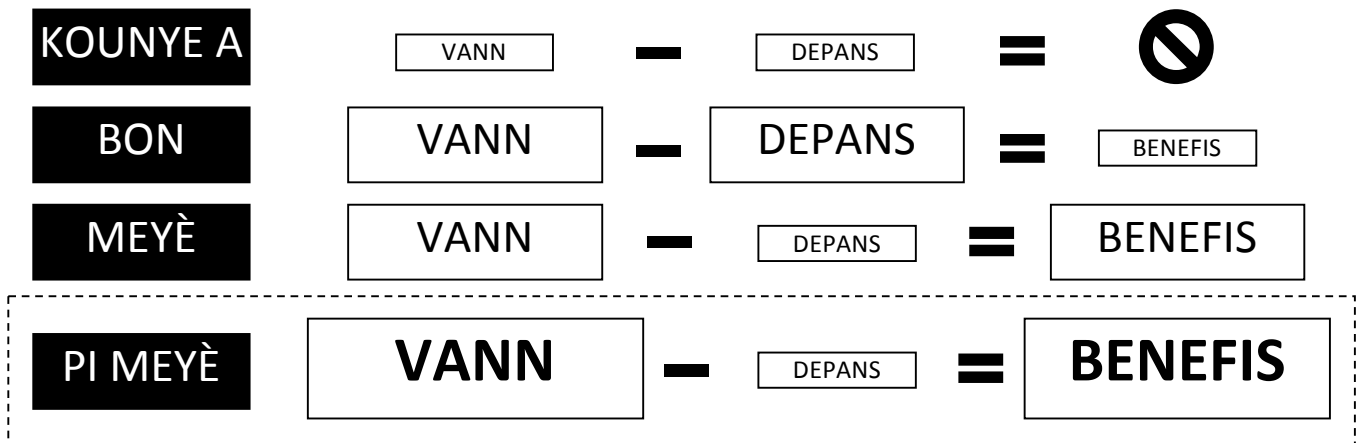 KOUNYE A VANN – DEPANS =
BON VANN – DEPANS = BENEFIS
MEYÈ VANN – DEPANS = BENEFIS
PI MEYÈ VANN – DEPANS = BENEFIS